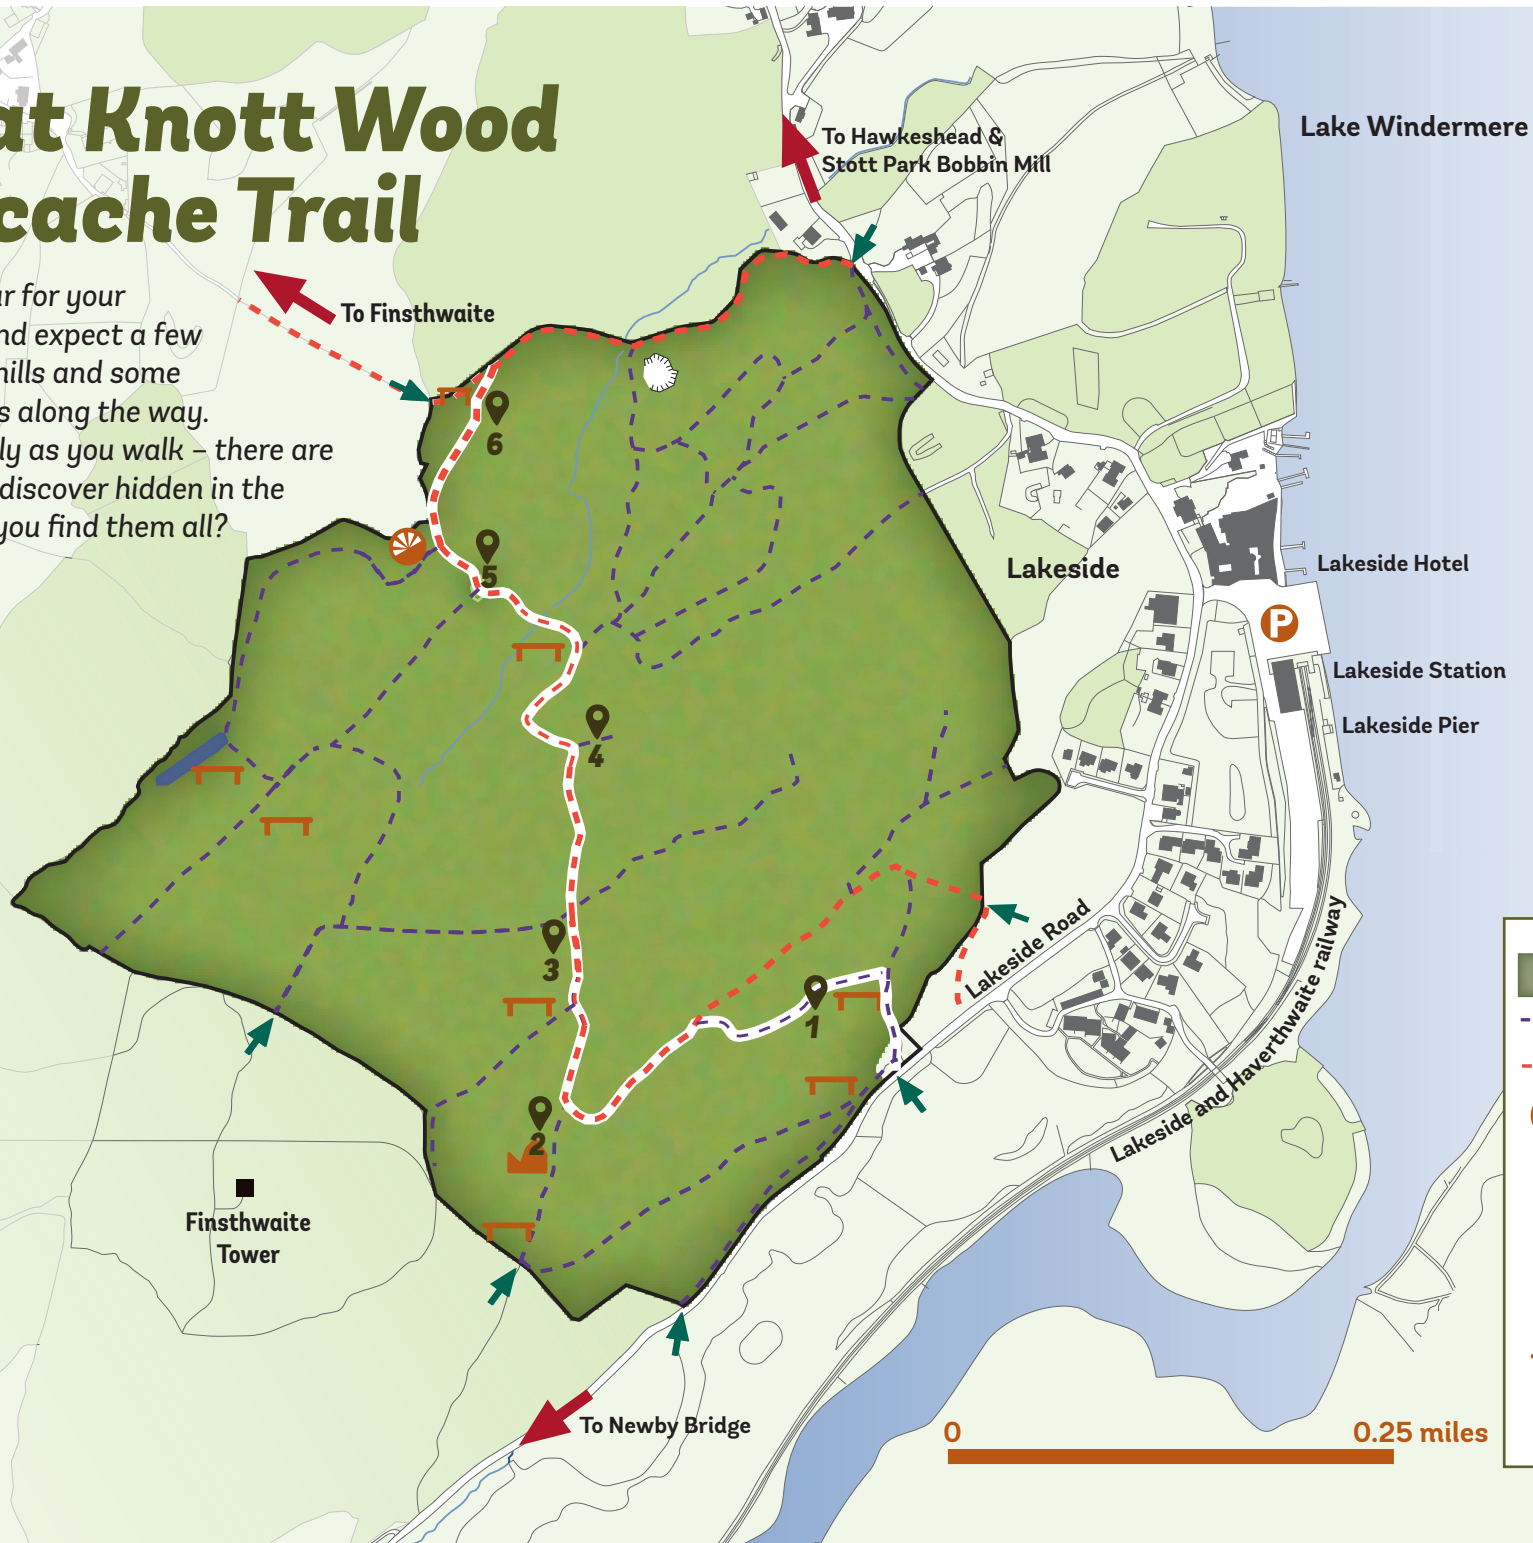 at Knott Wood
cache Trail
r for your
nd expect a few
hills and some
s along the way.
ly as you walk – there are
discover hidden in the
you find them all?
To Finsthwaite
To Hawkeshead &
Stott Park Bobbin Mill
Lake Windermere
6
5
4
3
2
1
Lakeside
Lakeside Hotel
P
Lakeside Station
Lakeside Pier
Lakeside Road
Lakeside and Haverthwaite railway
Finsthwaite
Tower
To Newby Bridge
0
0.25 miles